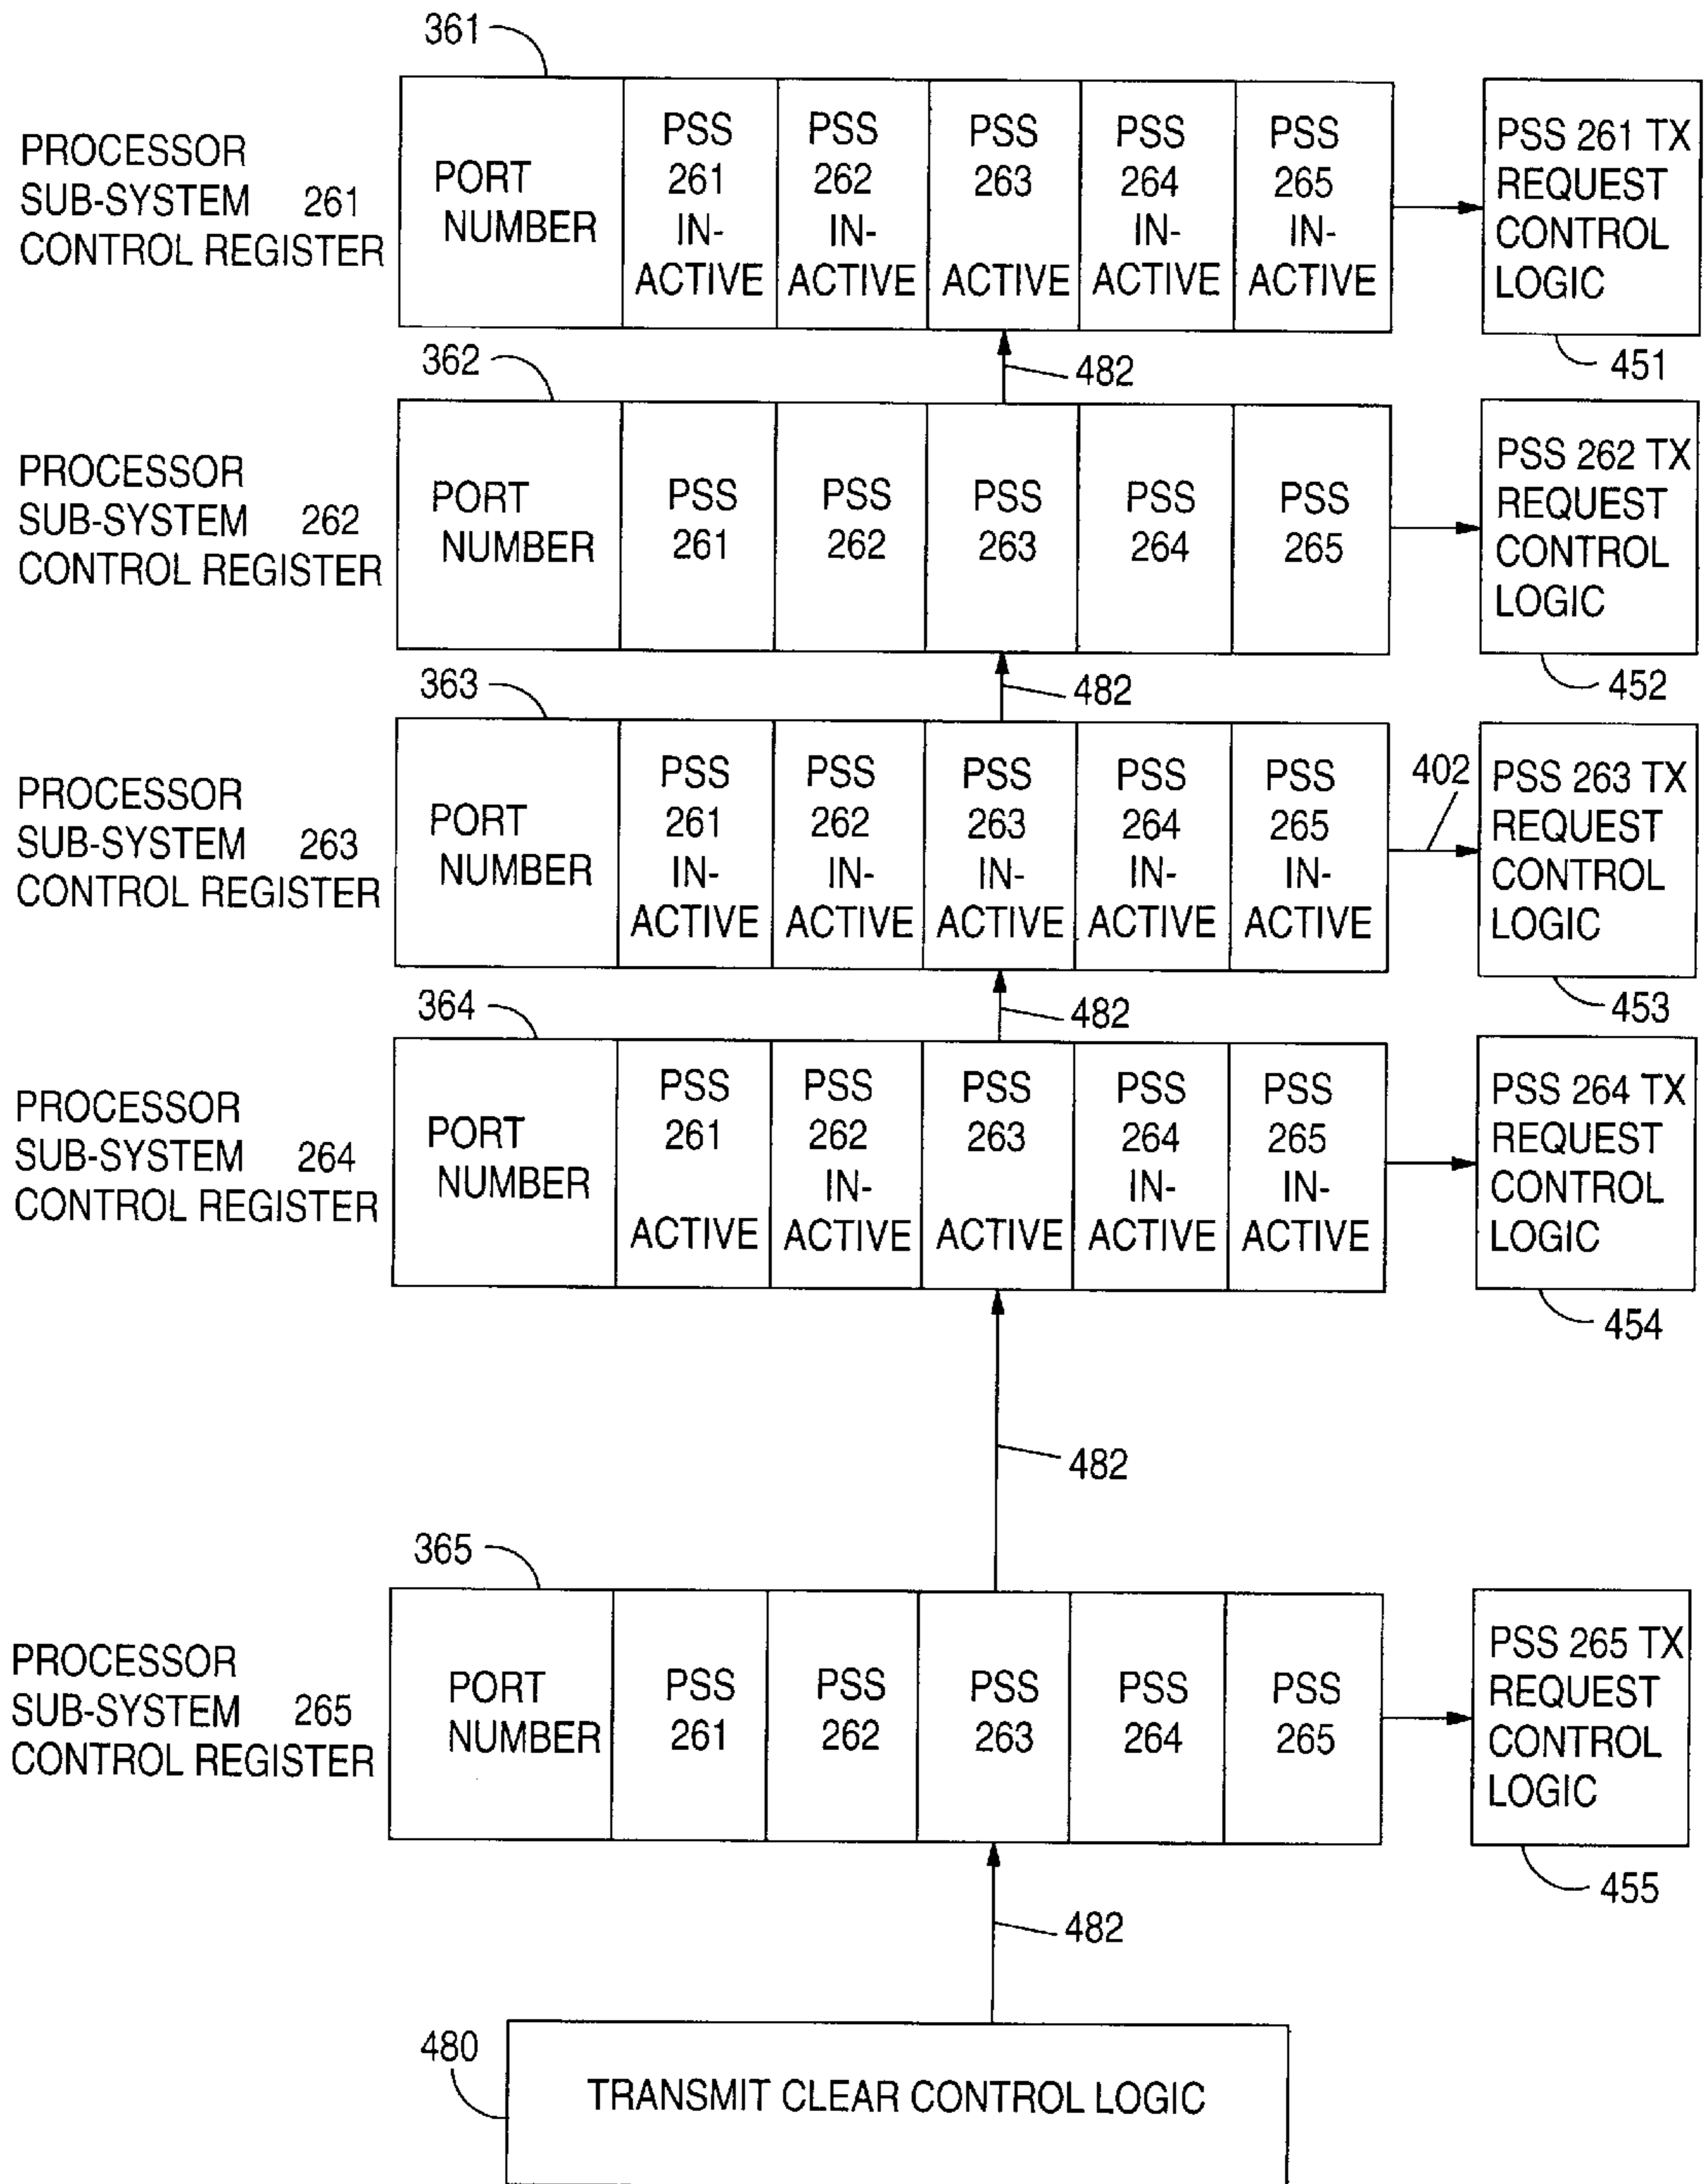 361
PROCESSOR
SUB-SYSTEM 261
CONTROL REGISTER
PORT
NUMBER
PSS
261
IN-
ACTIVE
PSS
262
IN-
ACTIVE
PSS
263
ACTIVE
PSS
264
IN-
ACTIVE
PSS
265
IN-
ACTIVE
PSS 261 TX
REQUEST
CONTROL
LOGIC
451
482
362
PROCESSOR
SUB-SYSTEM 262
CONTROL REGISTER
PORT
NUMBER
PSS
261
PSS
262
PSS
263
PSS
264
PSS
265
PSS 262 TX
REQUEST
CONTROL
LOGIC
452
482
363
PROCESSOR
SUB-SYSTEM 263
CONTROL REGISTER
PORT
NUMBER
PSS
261
IN-
ACTIVE
PSS
262
IN-
ACTIVE
PSS
263
IN-
ACTIVE
PSS
264
IN-
ACTIVE
PSS
265
IN-
ACTIVE
402
PSS 263 TX
REQUEST
CONTROL
LOGIC
453
482
364
PROCESSOR
SUB-SYSTEM 264
CONTROL REGISTER
PORT
NUMBER
PSS
261
ACTIVE
PSS
262
IN-
ACTIVE
PSS
263
ACTIVE
PSS
264
IN-
ACTIVE
PSS
265
IN-
ACTIVE
PSS 264 TX
REQUEST
CONTROL
LOGIC
454
482
365
PROCESSOR
SUB-SYSTEM 265
CONTROL REGISTER
PORT
NUMBER
PSS
261
PSS
262
PSS
263
PSS
264
PSS
265
PSS 265 TX
REQUEST
CONTROL
LOGIC
455
482
480
TRANSMIT CLEAR CONTROL LOGIC